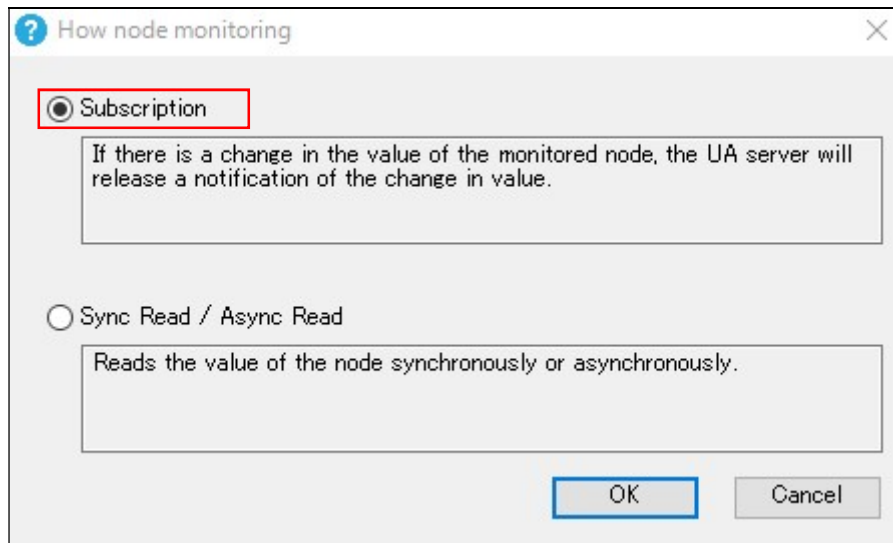 How node monitoring
Subscription
If there is a change in the value of the monitored node, the UA server will
release a notification of the change in value.
Sync Read / Async Read
Reads the value of the node synchronously or asynchronously.
OK
Cancel